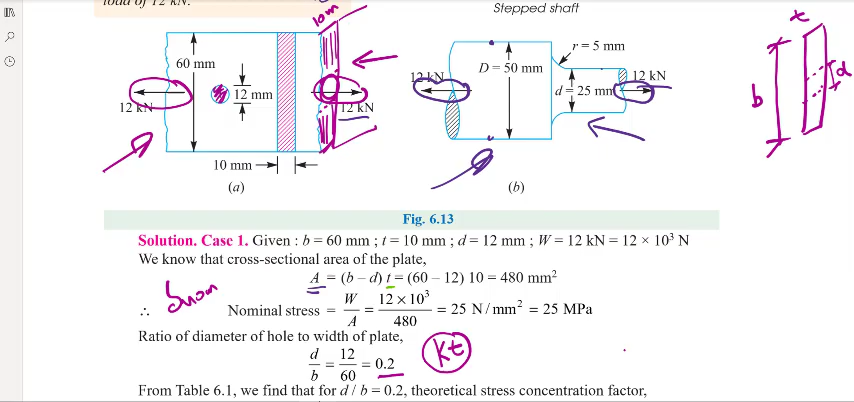 load of 12 kN.
Stepped shaft
10m
t
60 mm
12 mm
12 kN
12 kN
10 mm
(a)
r = 5 mm
D = 50 mm
12 kN
12 kN
d = 25 mm
(b)
b
d
Fig. 6.13
Solution. Case 1. Given : b = 60 mm ; t = 10 mm ; d = 12 mm ; W = 12 kN = 12 × 10³ N
We know that cross-sectional area of the plate,
A = (b – d) t = (60 – 12) 10 = 480 mm²
∴ Nominal stress = W/A = 12 × 10³/480 = 25 N / mm² = 25 MPa
Ratio of diameter of hole to width of plate,
d/b = 12/60 = 0.2
kt
From Table 6.1, we find that for d / b = 0.2, theoretical stress concentration factor,